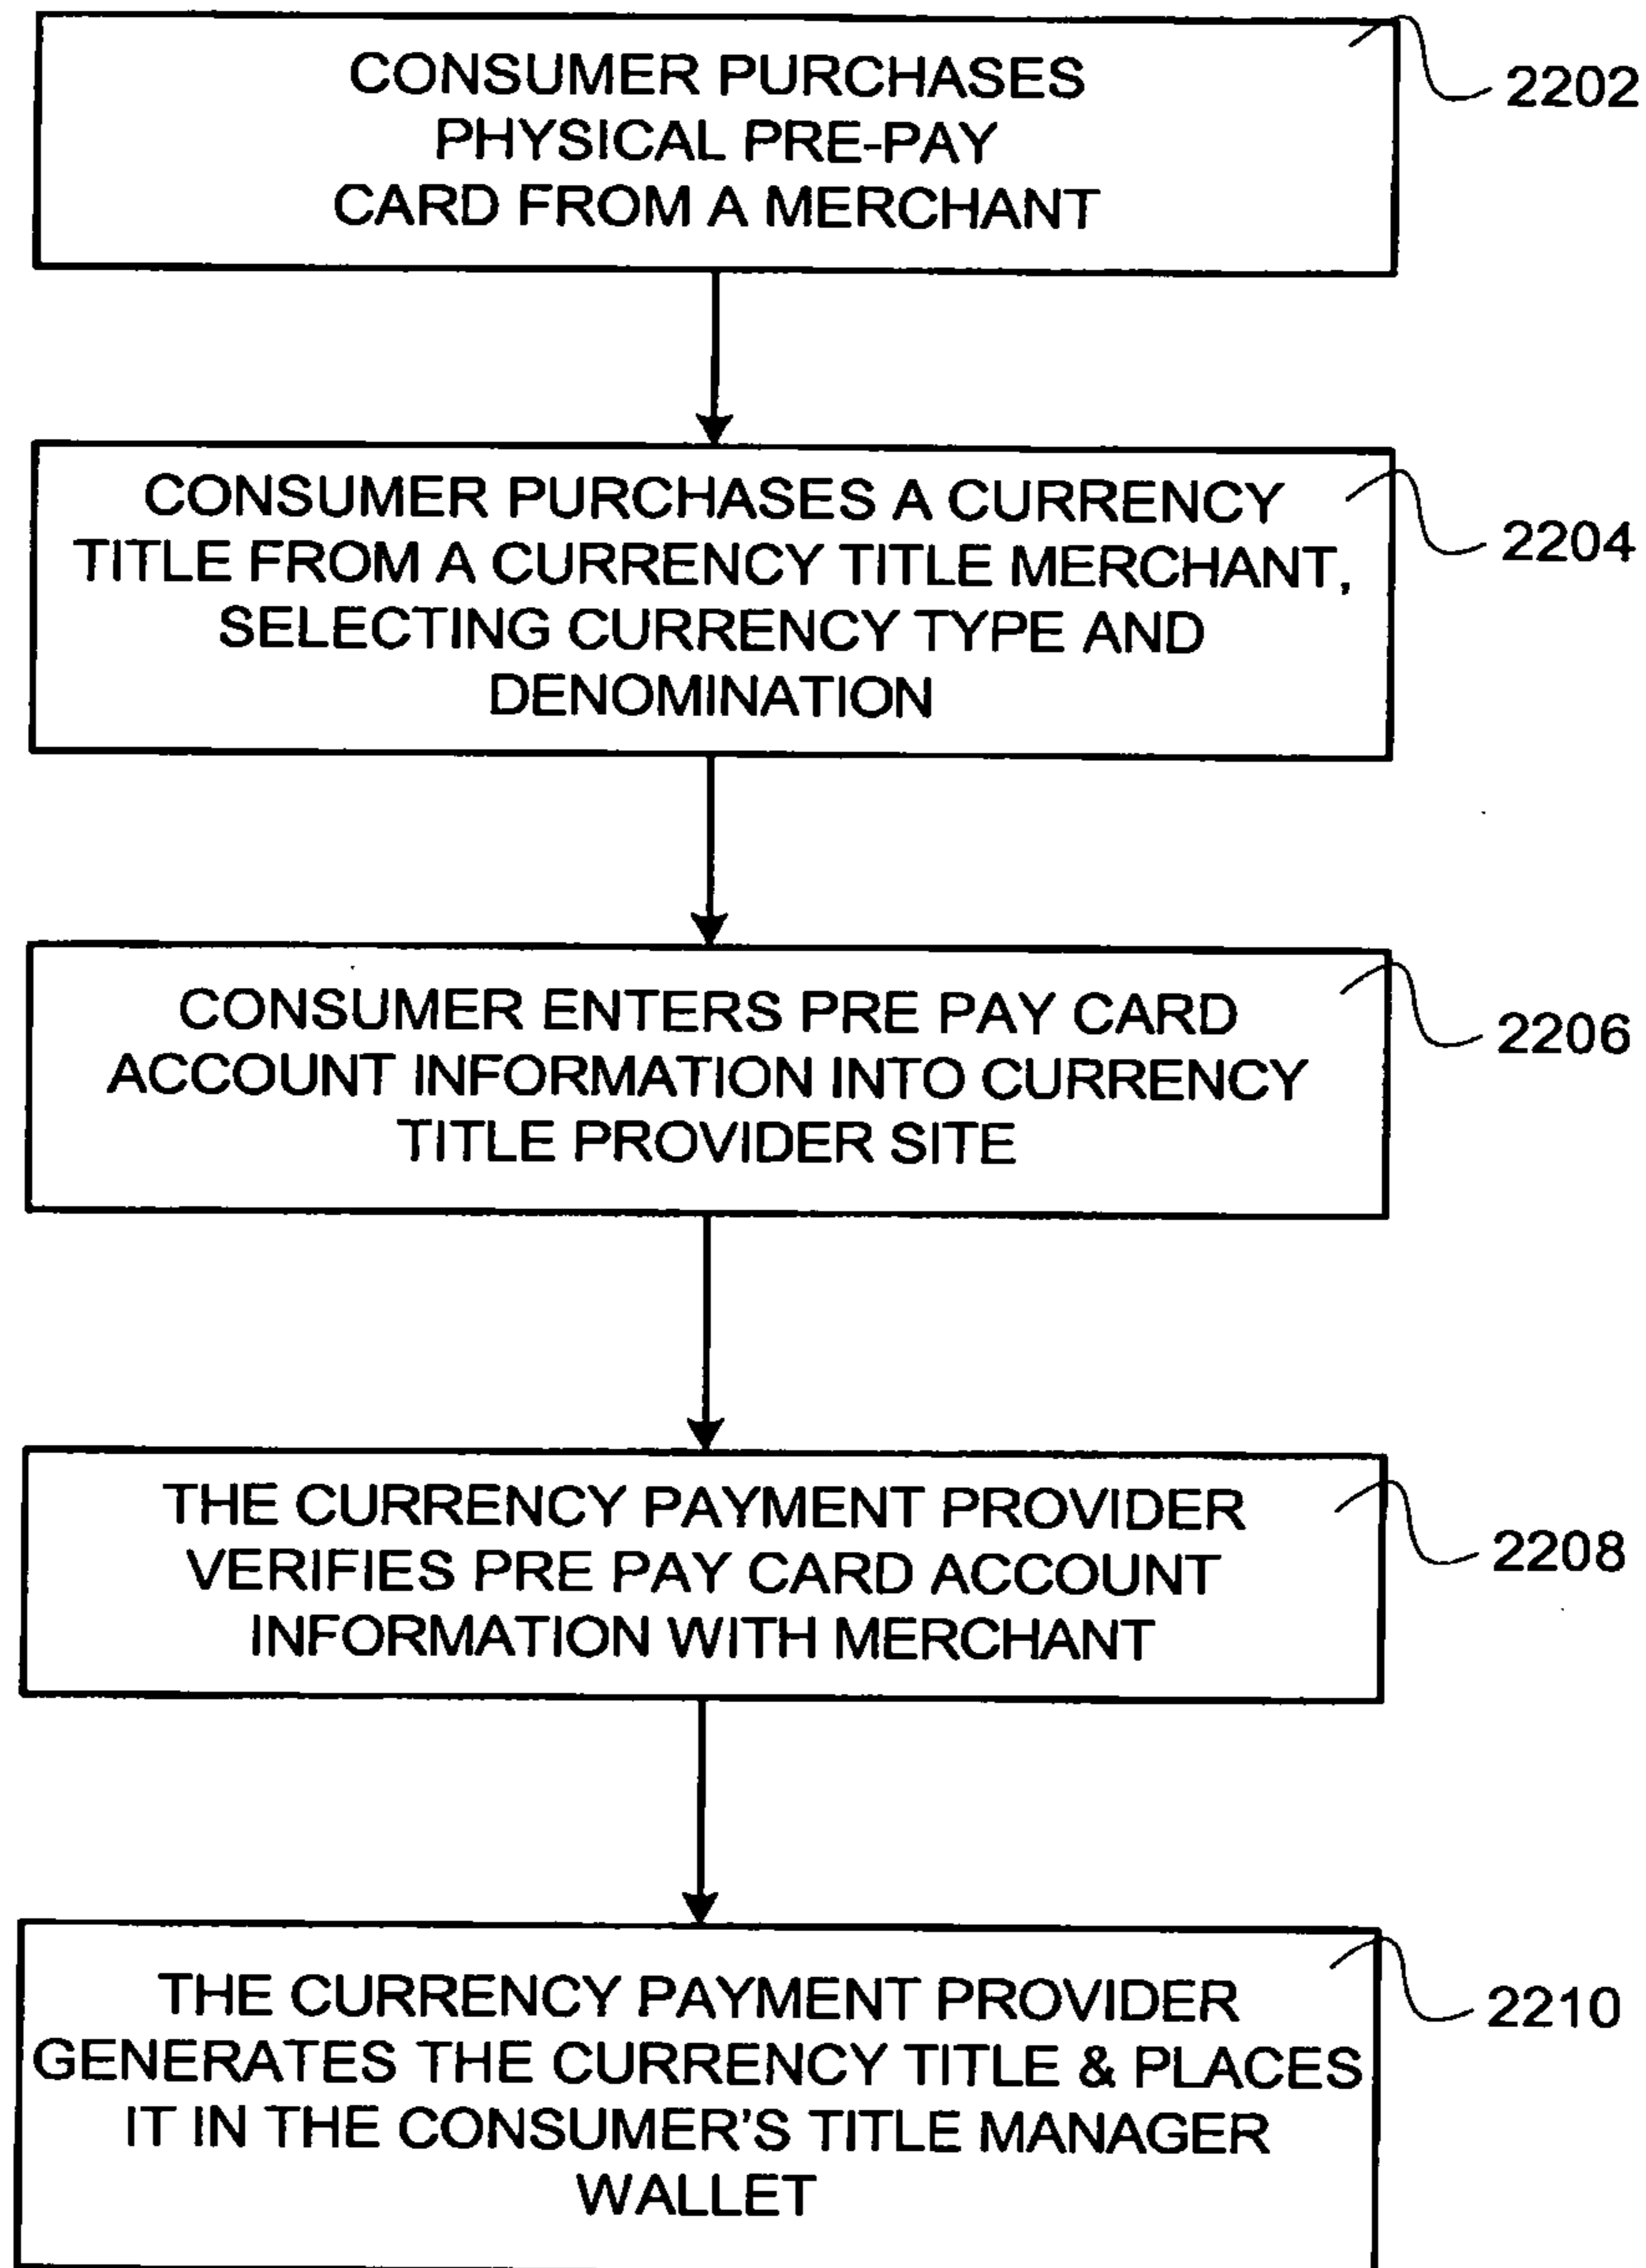 CONSUMER PURCHASES
PHYSICAL PRE-PAY
CARD FROM A MERCHANT
2202
CONSUMER PURCHASES A CURRENCY
TITLE FROM A CURRENCY TITLE MERCHANT,
SELECTING CURRENCY TYPE AND
DENOMINATION
2204
CONSUMER ENTERS PRE PAY CARD
ACCOUNT INFORMATION INTO CURRENCY
TITLE PROVIDER SITE
2206
THE CURRENCY PAYMENT PROVIDER
VERIFIES PRE PAY CARD ACCOUNT
INFORMATION WITH MERCHANT
2208
THE CURRENCY PAYMENT PROVIDER
GENERATES THE CURRENCY TITLE & PLACES
IT IN THE CONSUMER'S TITLE MANAGER
WALLET
2210